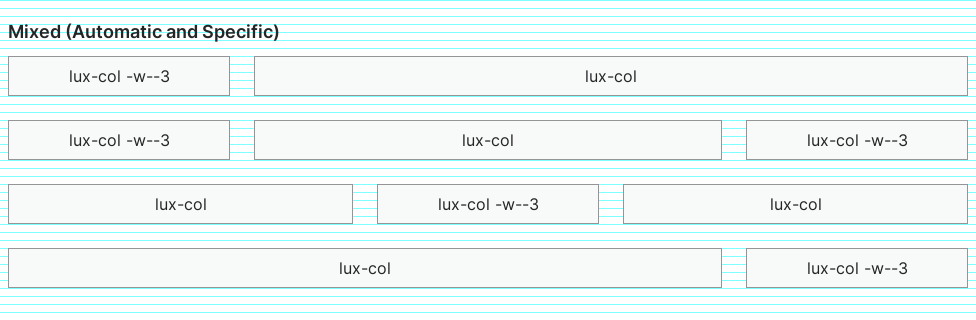 Mixed (Automatic and Specific)
lux-col -w--3 lux-col
lux-col -w--3 lux-col lux-col -w--3
lux-col lux-col -w--3 lux-col
lux-col lux-col -w--3